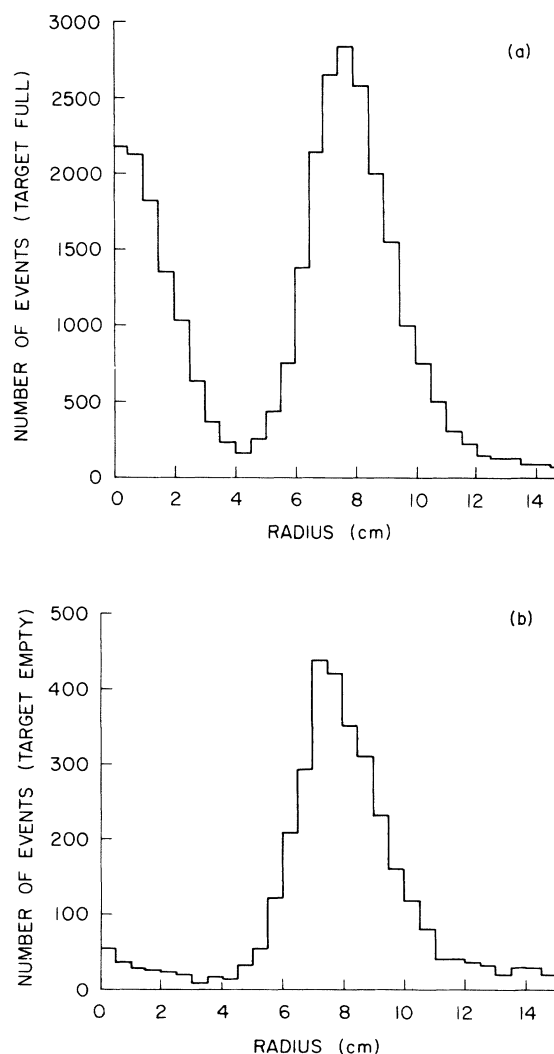 (a)
NUMBER OF EVENTS (TARGET FULL)
3000
2500
2000
1500
1000
500
0
0 2 4 6 8 10 12 14
RADIUS (cm)
(b)
NUMBER OF EVENTS (TARGET EMPTY)
500
400
300
200
100
0
0 2 4 6 8 10 12 14
RADIUS (cm)